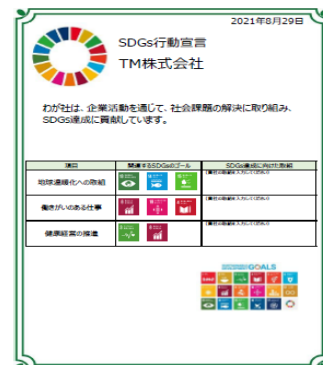 2021年8月29日
SDGs行動宣言
TM株式会社
わが社は、企業活動を通じて、社会課題の解決に取り組み、
SDGs達成に貢献しています。
項目 関連するSDGsのゴール SDGs達成に向けた取組
地球温暖化への取組
働きがいのある仕事
健康経営の推進
GOALS